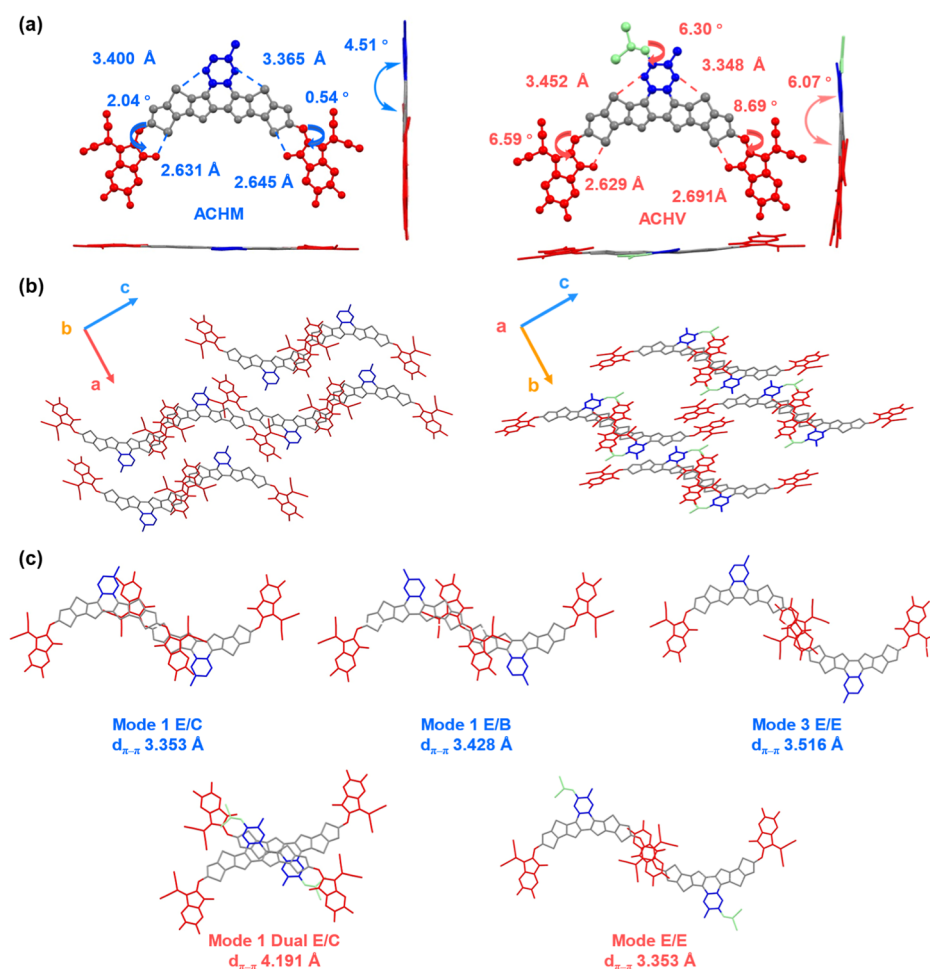 (a)
3.400 Å
3.365 Å
4.51 °
2.04 °
0.54 °
2.631 Å
2.645 Å
ACHM
6.30 °
3.452 Å
3.348 Å
6.07 °
8.69 °
6.59 °
2.629 Å
2.691Å
ACHV
(b)
c
b
a
c
a
b
(c)
Mode 1 E/C
dπ–π 3.353 Å
Mode 1 E/B
dπ–π 3.428 Å
Mode 3 E/E
dπ–π 3.516 Å
Mode 1 Dual E/C
dπ–π 4.191 Å
Mode E/E
dπ–π 3.353 Å